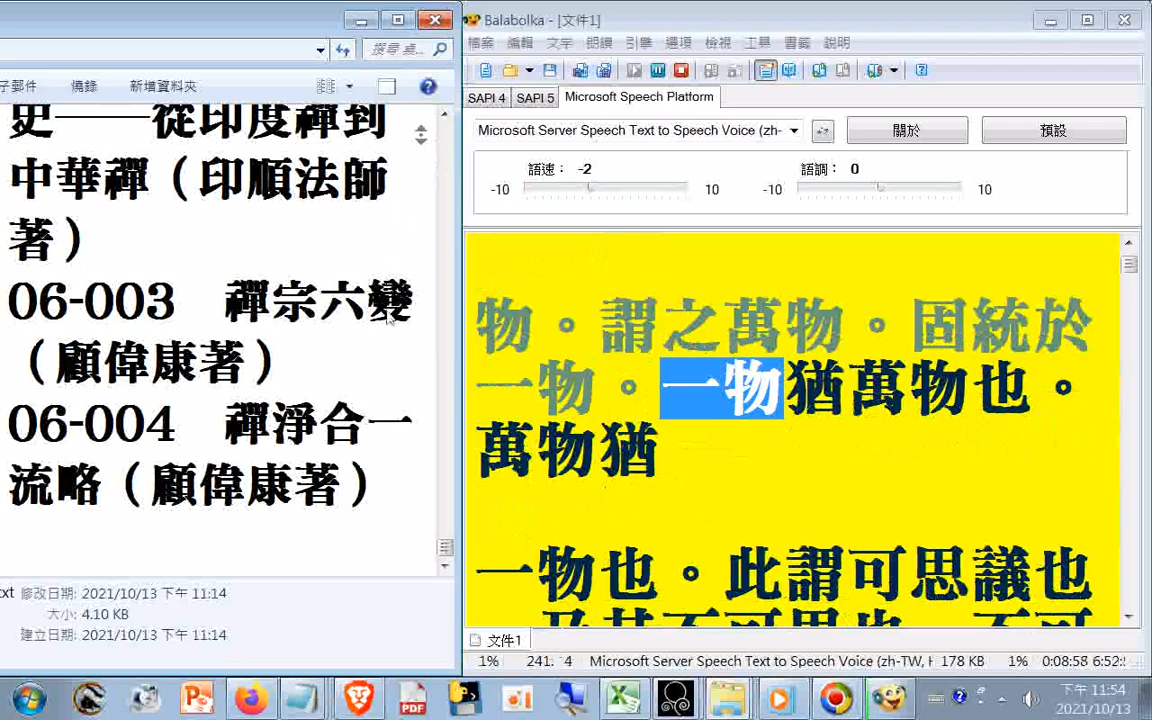 搜尋 桌...
子郵件 燒錄 新增資料夾
史——從印度禪到
中華禪（印順法師
著）
06-003 禪宗六變
（顧偉康著）
06-004 禪淨合一
流略（顧偉康著）
txt 修改日期: 2021/10/13 下午 11:14
大小: 4.10 KB
建立日期: 2021/10/13 下午 11:14
Balabolka - [文件1]
檔案 編輯 文字 朗讀 引擎 選項 檢視 工具 書籤 說明
SAPI 4 SAPI 5 Microsoft Speech Platform
Microsoft Server Speech Text to Speech Voice (zh-
關於 預設
語速： -2 語調： 0
-10 10 -10 10
物。謂之萬物。固統於
一物。一物猶萬物也。
萬物猶
一物也。此謂可思議也
文件1
1% 241. 4 Microsoft Server Speech Text to Speech Voice (zh-TW, H 178 KB 1% 0:08:58 6:52:
PDF
下午 11:54
2021/10/13